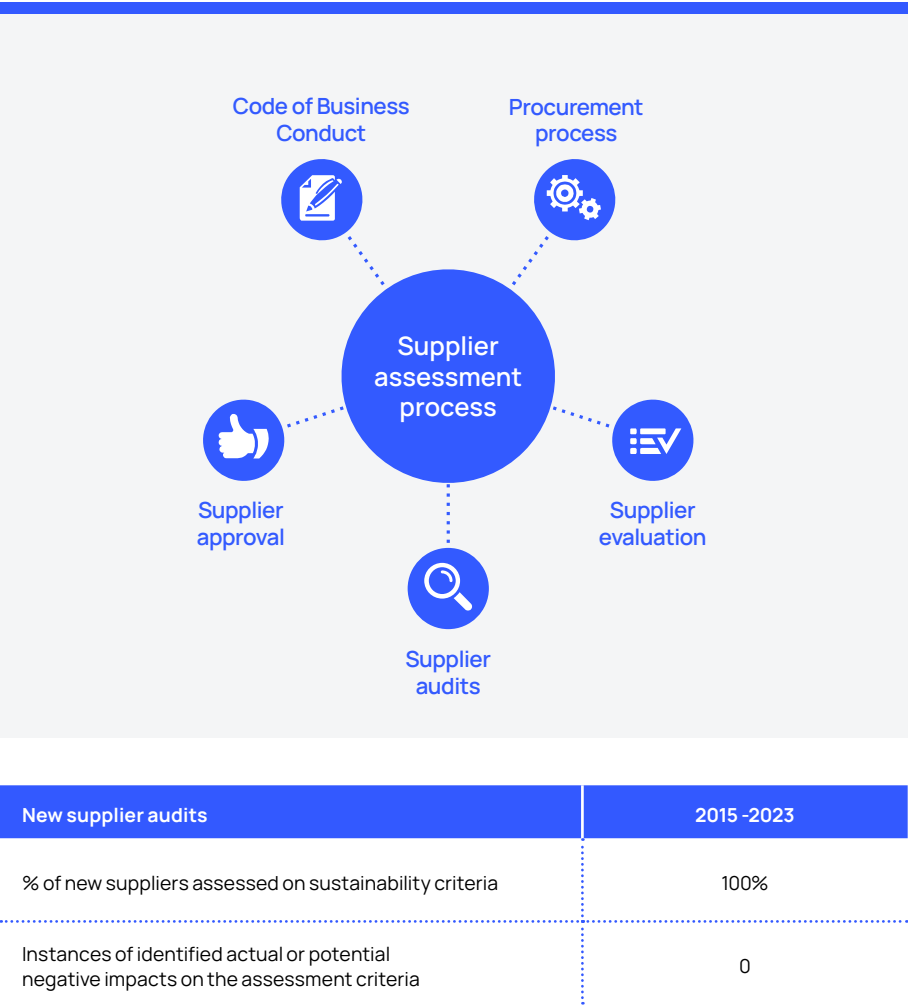 Code of Business
Conduct
Procurement
process
Supplier
assessment
process
Supplier
approval
Supplier
evaluation
Supplier
audits
New supplier audits
2015 -2023
% of new suppliers assessed on sustainability criteria
100%
Instances of identified actual or potential
negative impacts on the assessment criteria
0